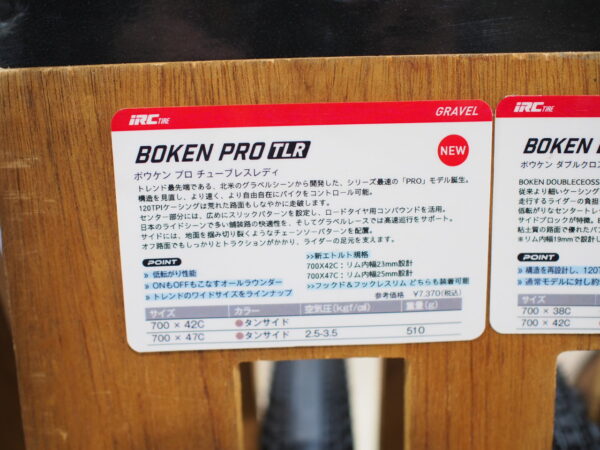 iRC TIRE
GRAVEL
BOKEN PRO TLR
NEW
ボウケン プロ チューブレスレディ
トレンド最先端である、北米のグラベルシーンから開発した、シリーズ最速の「PRO」モデル誕生。
構造を見直し、より速く、より自由自在にバイクをコントロール可能。
120TPIケーシングは荒れた路面もしなやかに走破します。
センター部分には、広めにスリックパターンを設定し、ロードタイヤ用コンパウンドを活用。
日本のライドシーンで多い舗装路の快適性を、そしてグラベルレースでは高速巡行をサポート。
サイドには、地面を掴み切り裂くようなチェーンソーパターンを配置。
オフ路面でもしっかりとトラクションがかかり、ライダーの足元を支えます。
POINT
» 低転がり性能
» ONもOFFもこなすオールラウンダー
» トレンドのワイドサイズをラインナップ
>>新エトルト規格
700X42C：リム内幅23mm設計
700X47C：リム内幅25mm設計
>>フックド&フックレスリム どちらも装着可能
参考価格 ¥7,370(税込)
サイズ カラー 空気圧(kgf/㎠) 重量(g)
700 × 42C ●タンサイド
700 × 47C ●タンサイド 2.5-3.5 510
iRC TIRE
BOKEN
ボウケン ダブルクロス
BOKEN DOUBLECEOSS
従来より軽いケーシング
走行するライダーの負担
低転がりなセンタートレ
サイドブロックが特徴。
粘土質の路面で優れた
※リム内幅19mmで設計し
POINT
» 構造を再設計し、120T
» 通常モデルに対し約
サイズ
700 × 38C
700 × 42C